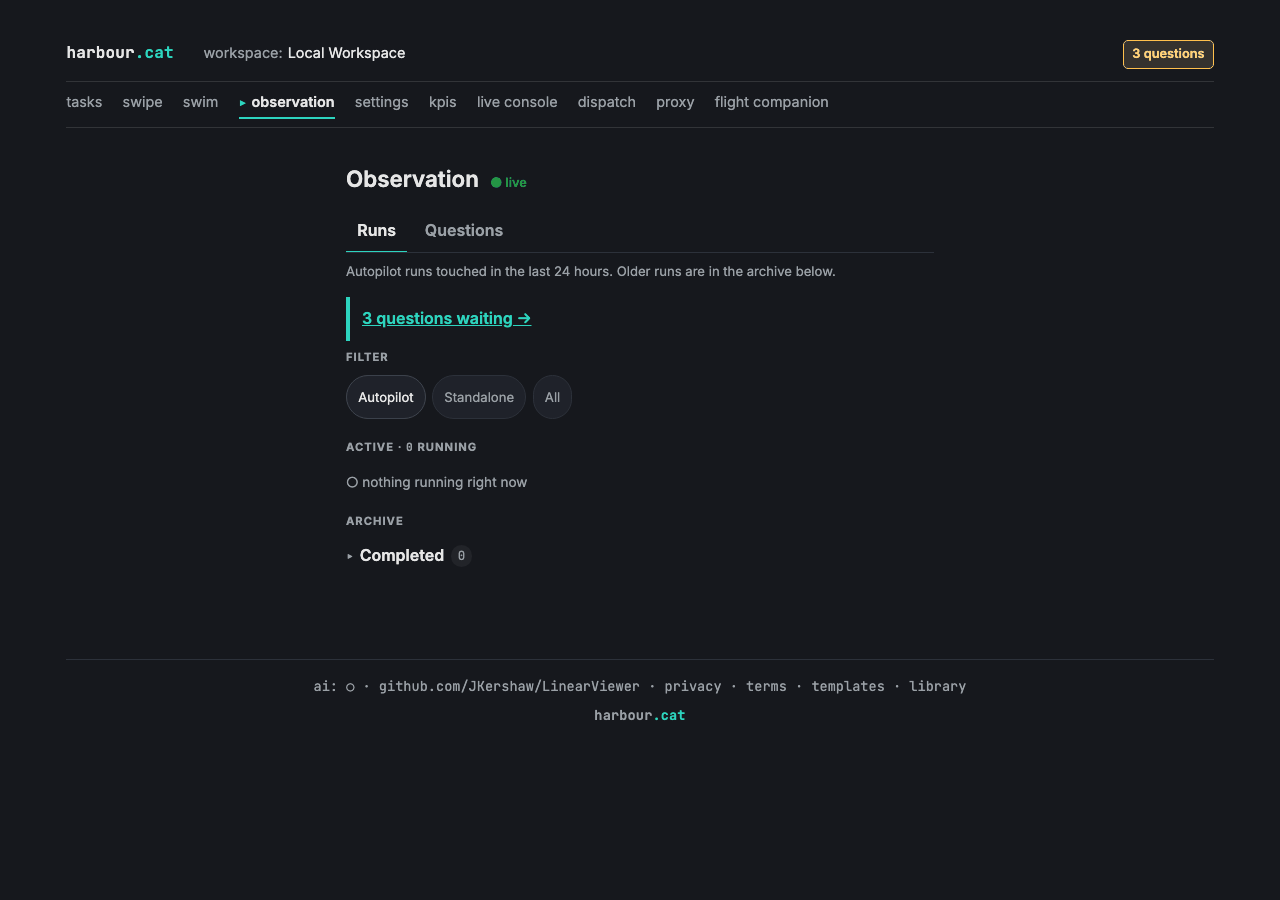 harbour.cat workspace: Local Workspace 3 questions
tasks swipe swim ▸ observation settings kpis live console dispatch proxy flight companion
Observation ● live
Runs Questions
Autopilot runs touched in the last 24 hours. Older runs are in the archive below.
3 questions waiting →
FILTER
Autopilot Standalone All
ACTIVE · 0 RUNNING
○ nothing running right now
ARCHIVE
▸ Completed 0
ai: ○ · github.com/JKershaw/LinearViewer · privacy · terms · templates · library
harbour.cat